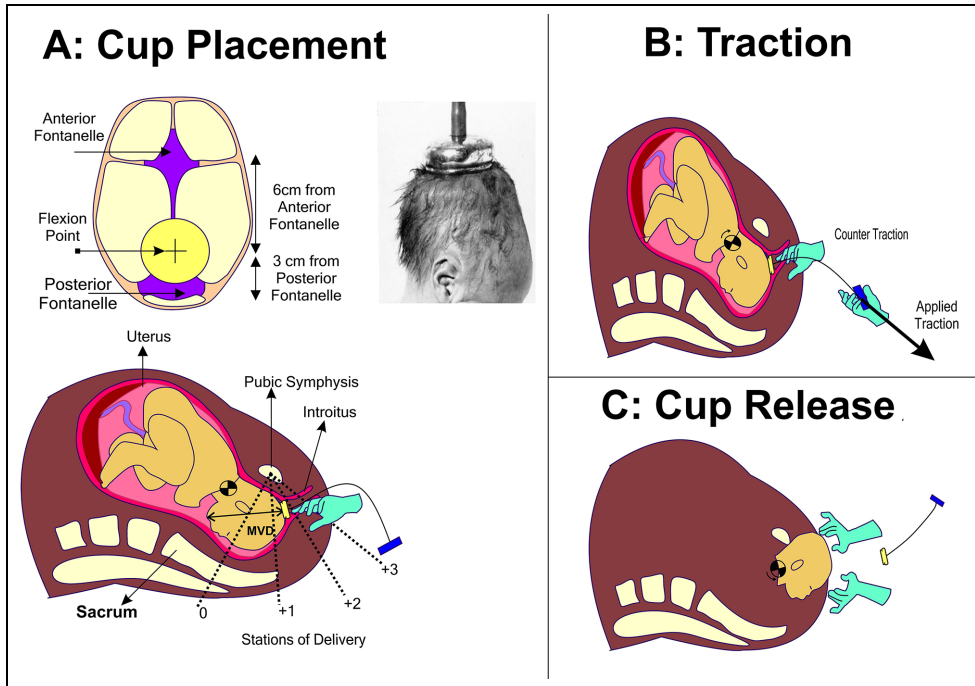 A: Cup Placement
Anterior
Fontanelle
Flexion
Point
Posterior
Fontanelle
6cm from
Anterior
Fontanelle
3 cm from
Posterior
Fontanelle
Uterus
Pubic Symphysis
Introitus
MVD
Sacrum
0
+1
+2
+3
Stations of Delivery
B: Traction
Counter Traction
Applied
Traction
C: Cup Release